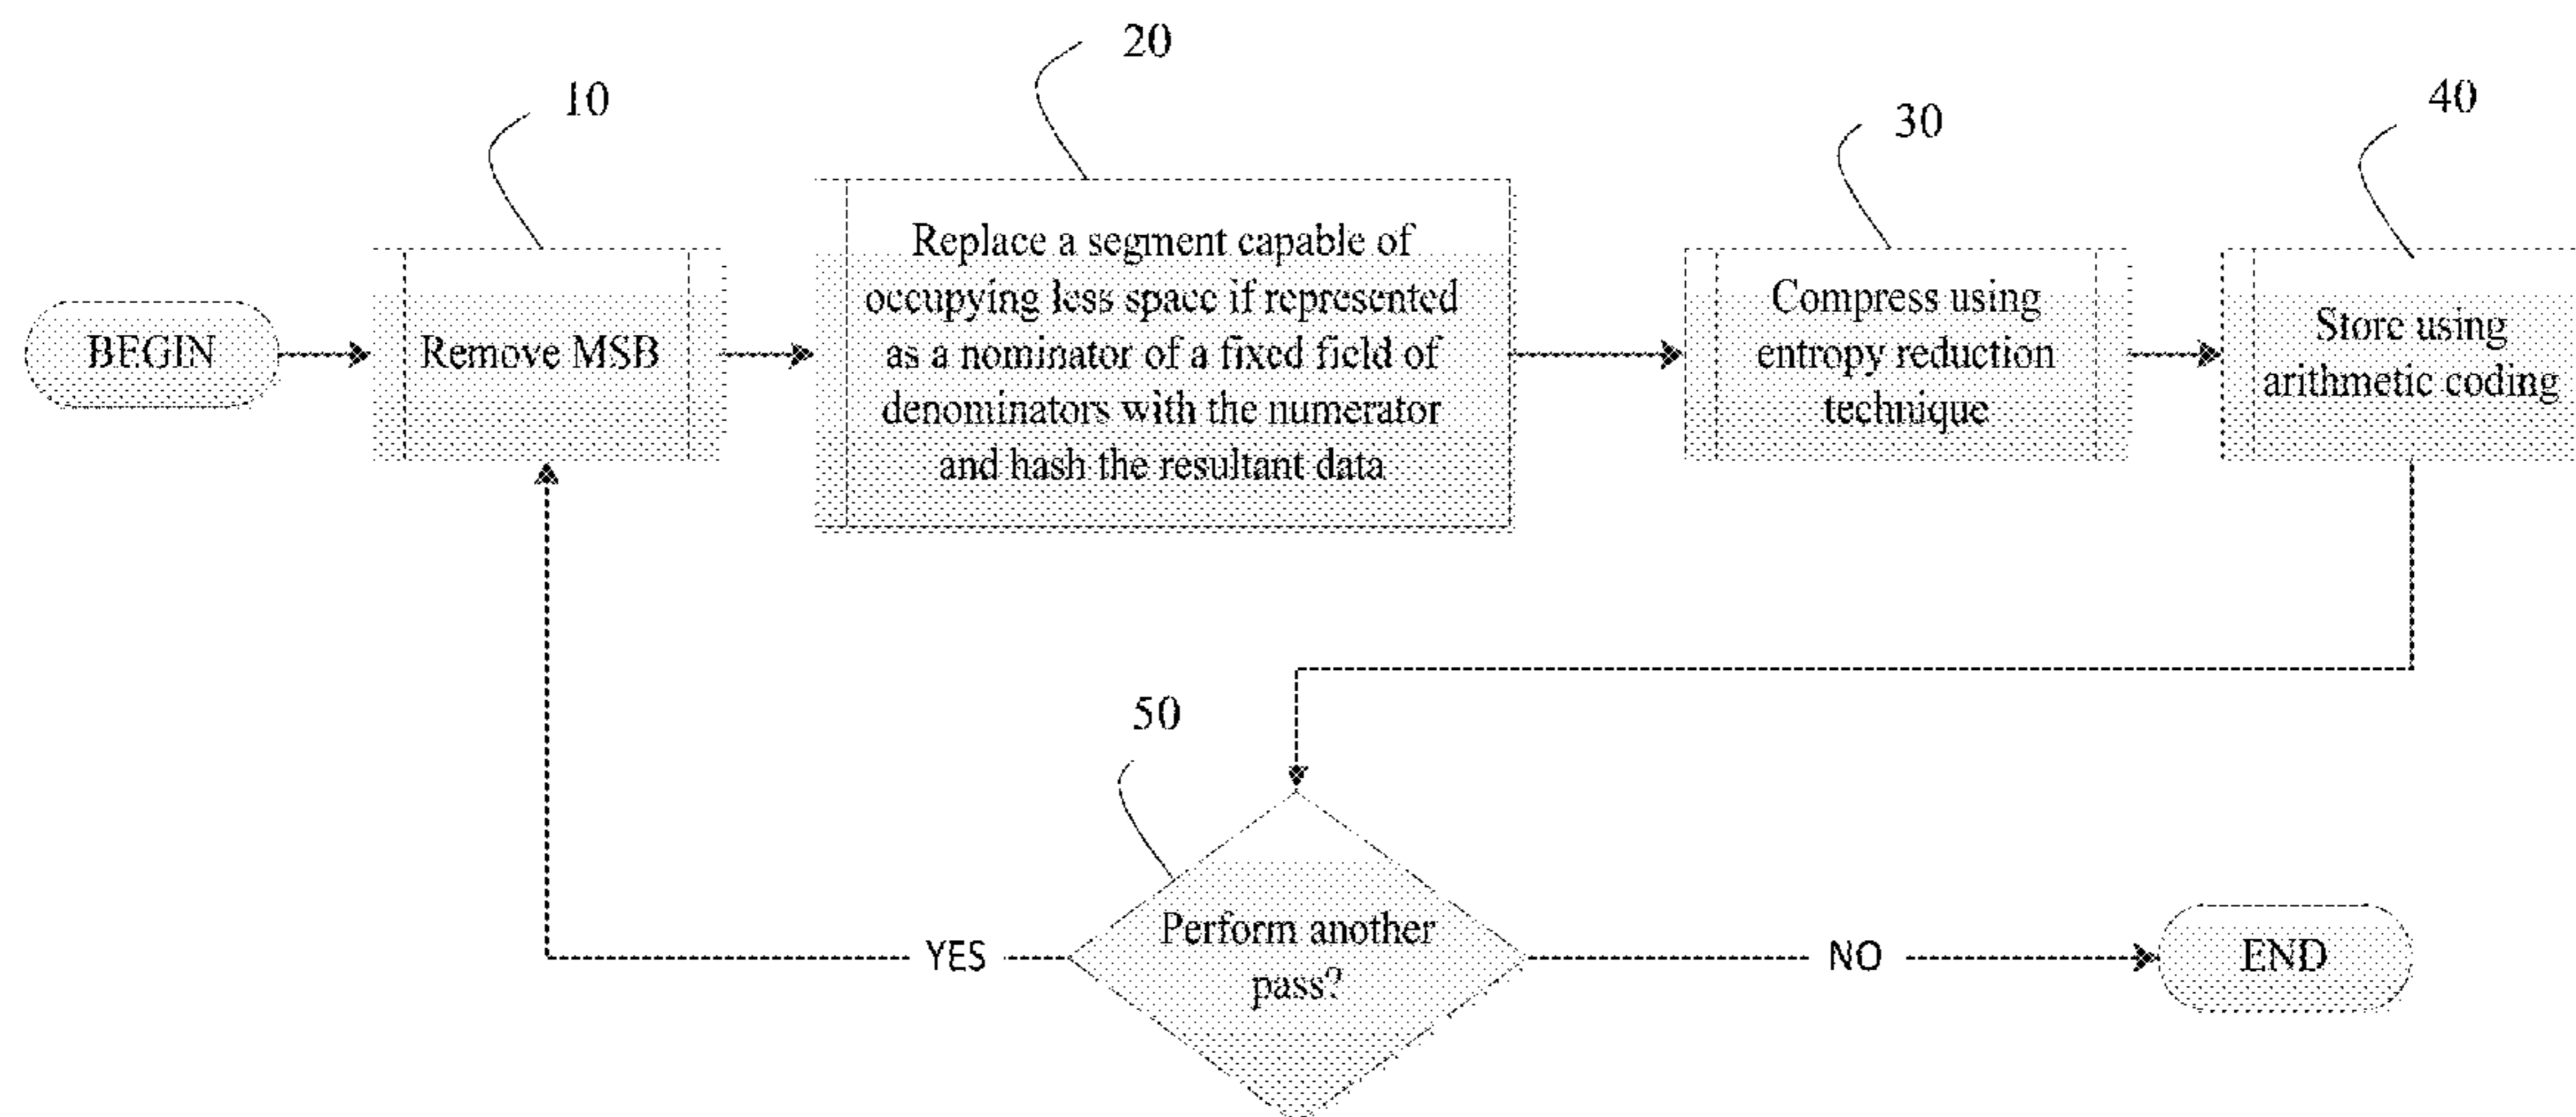 10
20
30
40
BEGIN
Remove MSB
Replace a segment capable of
occupying less space if represented
as a nominator of a fixed field of
denominators with the numerator
and hash the resultant data
Compress using
entropy reduction
technique
Store using
arithmetic coding
50
Perform another
pass?
YES
NO
END